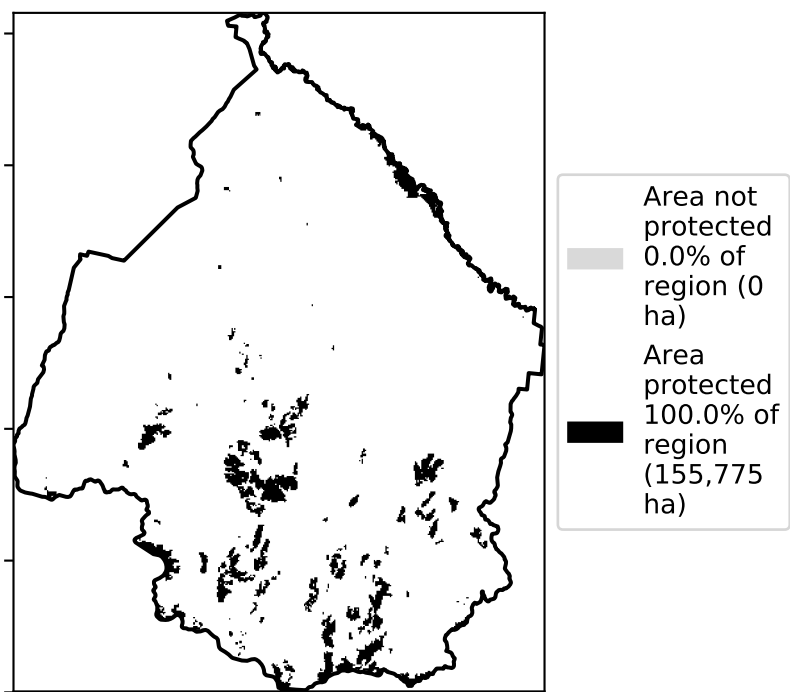 Area not
protected
0.0% of
region (0
ha)
Area
protected
100.0% of
region
(155,775
ha)